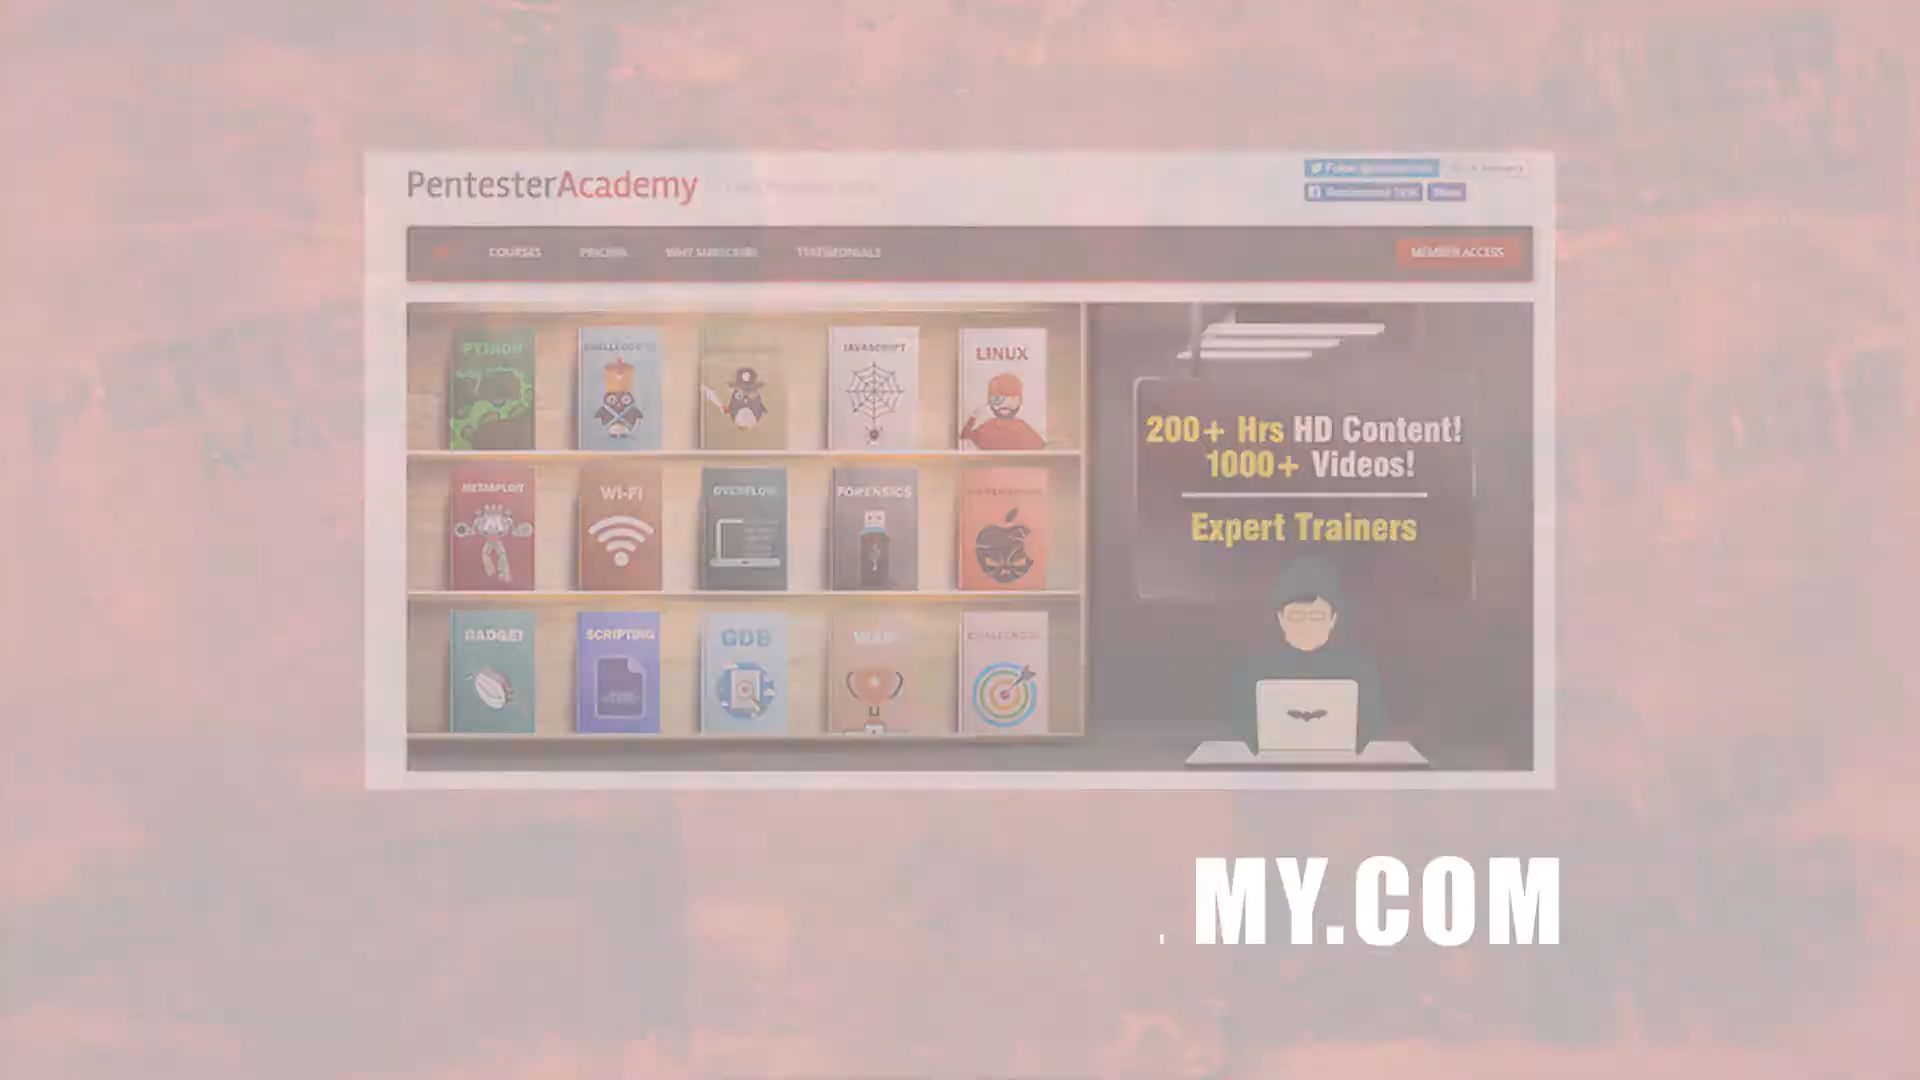 PentesterAcademy
COURSES PRICING WHY SUBSCRIBE TESTIMONIALS
MEMBER ACCESS
PYTHON
JAVASCRIPT
LINUX
METASPLOIT
WI-FI
OVERFLOW
FORENSICS
GADGET
SCRIPTING
GDB
200+ Hrs HD Content!
1000+ Videos!
Expert Trainers
MY.COM